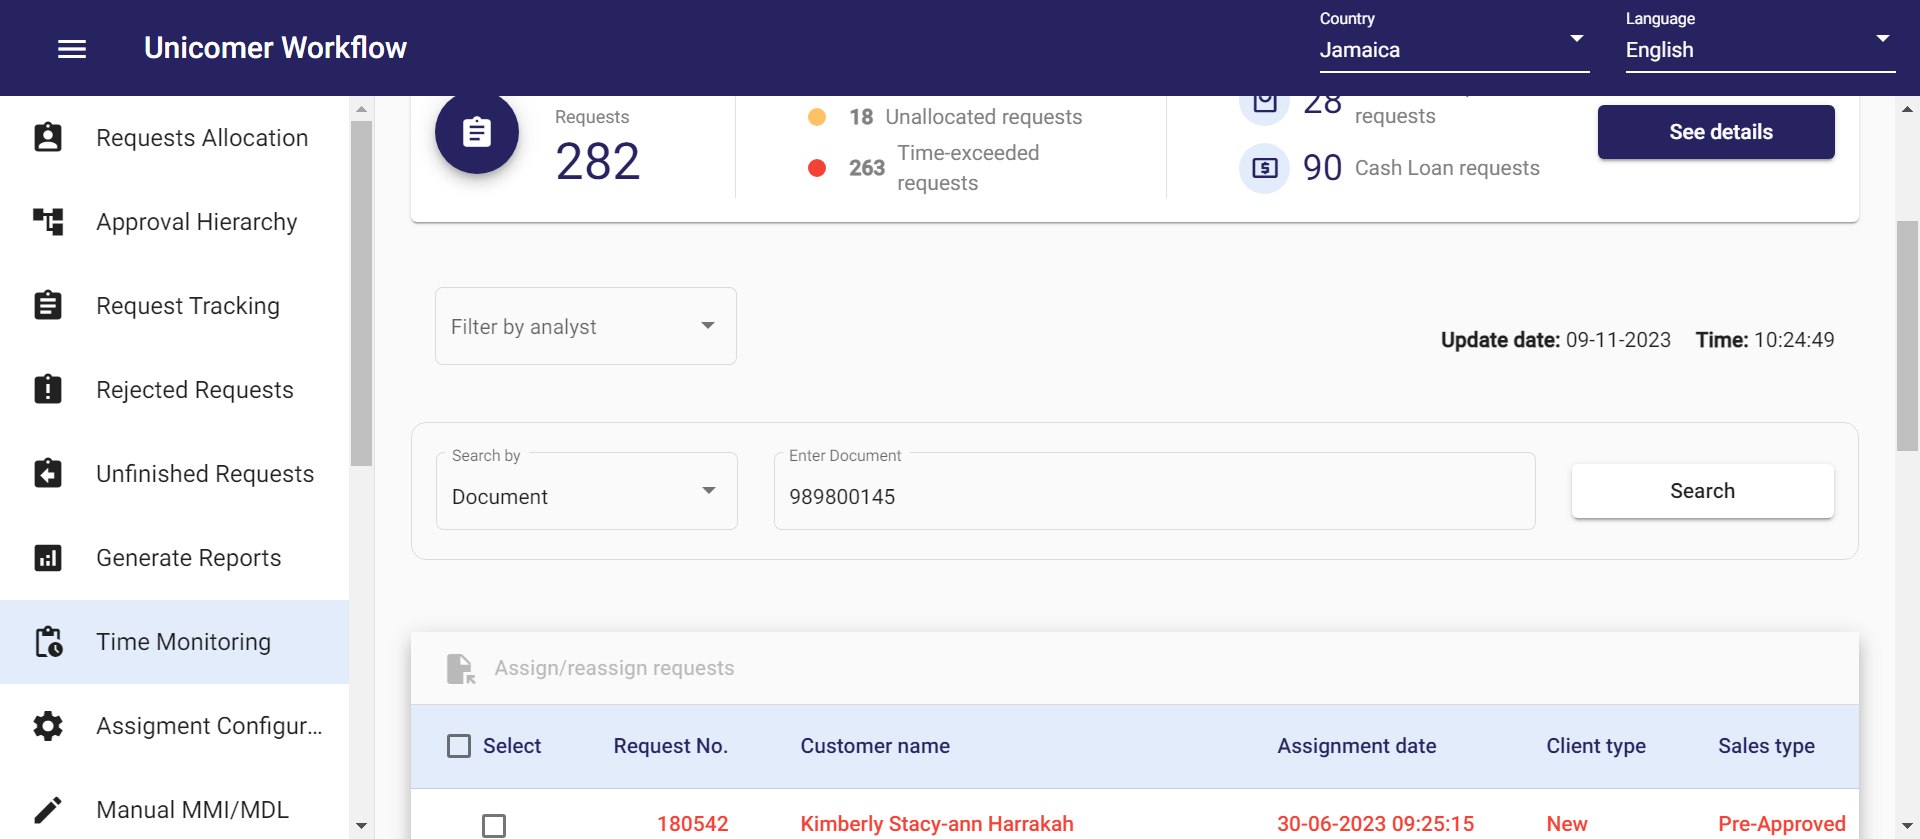 Unicomer Workflow
Country
Jamaica
Language
English
Requests Allocation
Approval Hierarchy
Request Tracking
Rejected Requests
Unfinished Requests
Generate Reports
Time Monitoring
Assigment Configur...
Manual MMI/MDL
Requests
282
18 Unallocated requests
263 Time-exceeded
requests
28
requests
90 Cash Loan requests
See details
Filter by analyst
Update date: 09-11-2023 Time: 10:24:49
Search by
Document
Enter Document
989800145
Search
Assign/reassign requests
Select Request No. Customer name Assignment date Client type Sales type
180542 Kimberly Stacy-ann Harrakah 30-06-2023 09:25:15 New Pre-Approved